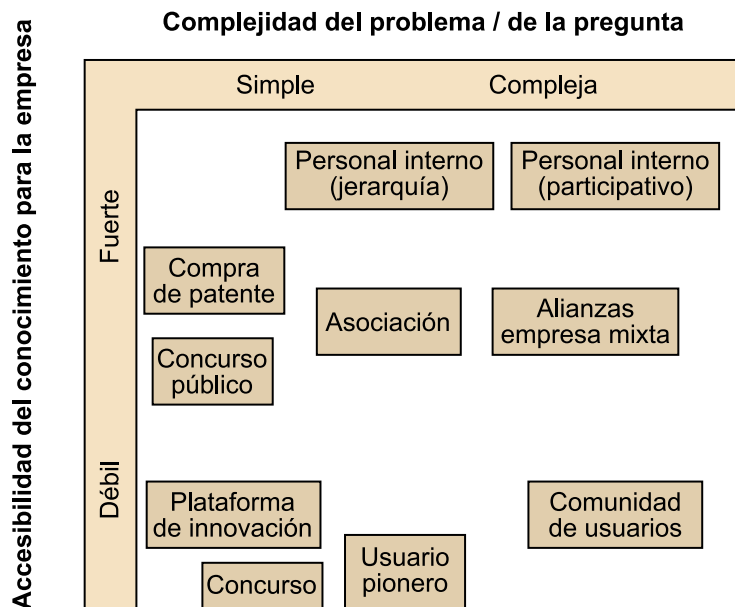 Complejidad del problema / de la pregunta
Accesibilidad del conocimiento para la empresa
Simple
Compleja
Fuerte
Débil
Personal interno
(jerarquía)
Personal interno
(participativo)
Compra
de patente
Asociación
Alianzas
empresa mixta
Concurso
público
Plataforma
de innovación
Comunidad
de usuarios
Usuario
pionero
Concurso